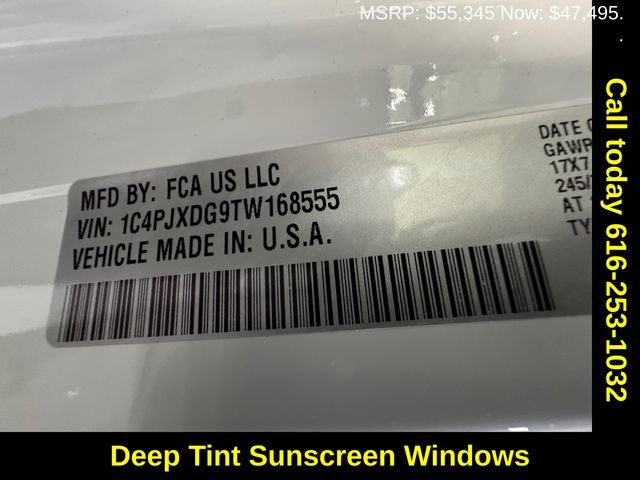 MSRP: $55,345 Now: $47,495.
.
MFD BY: FCA US LLC
VIN: 1C4PJXDG9TW168555
VEHICLE MADE IN: U.S.A.
DATE
GAWR
17X7
245/
AT
Call today 616-253-1032
Deep Tint Sunscreen Windows